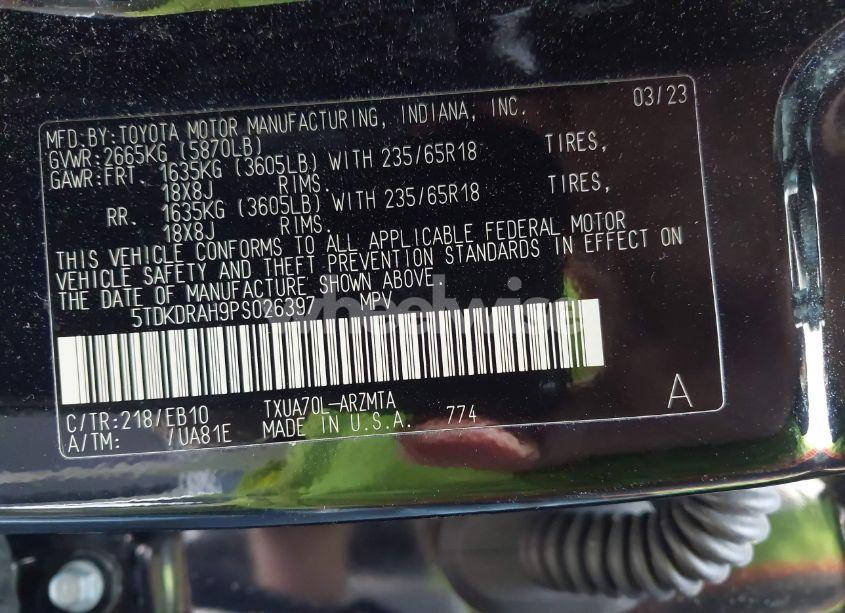 MFD.BY:TOYOTA MOTOR MANUFACTURING, INDIANA, INC. 03/23
GVWR:2665KG (5870LB)
GAWR:FRT. 1635KG (3605LB) WITH 235/65R18 TIRES,
18X8J RIMS.
RR. 1635KG (3605LB) WITH 235/65R18 TIRES,
18X8J RIMS.
THIS VEHICLE CONFORMS TO ALL APPLICABLE FEDERAL MOTOR
VEHICLE SAFETY AND THEFT PREVENTION STANDARDS IN EFFECT ON
THE DATE OF MANUFACTURE SHOWN ABOVE.
5TDKDRAH9PS026397 MPV
wheelwise
C/TR:218/EB10 TXUA70L-ARZMTA A
A/TM: /UA81E MADE IN U.S.A. 774